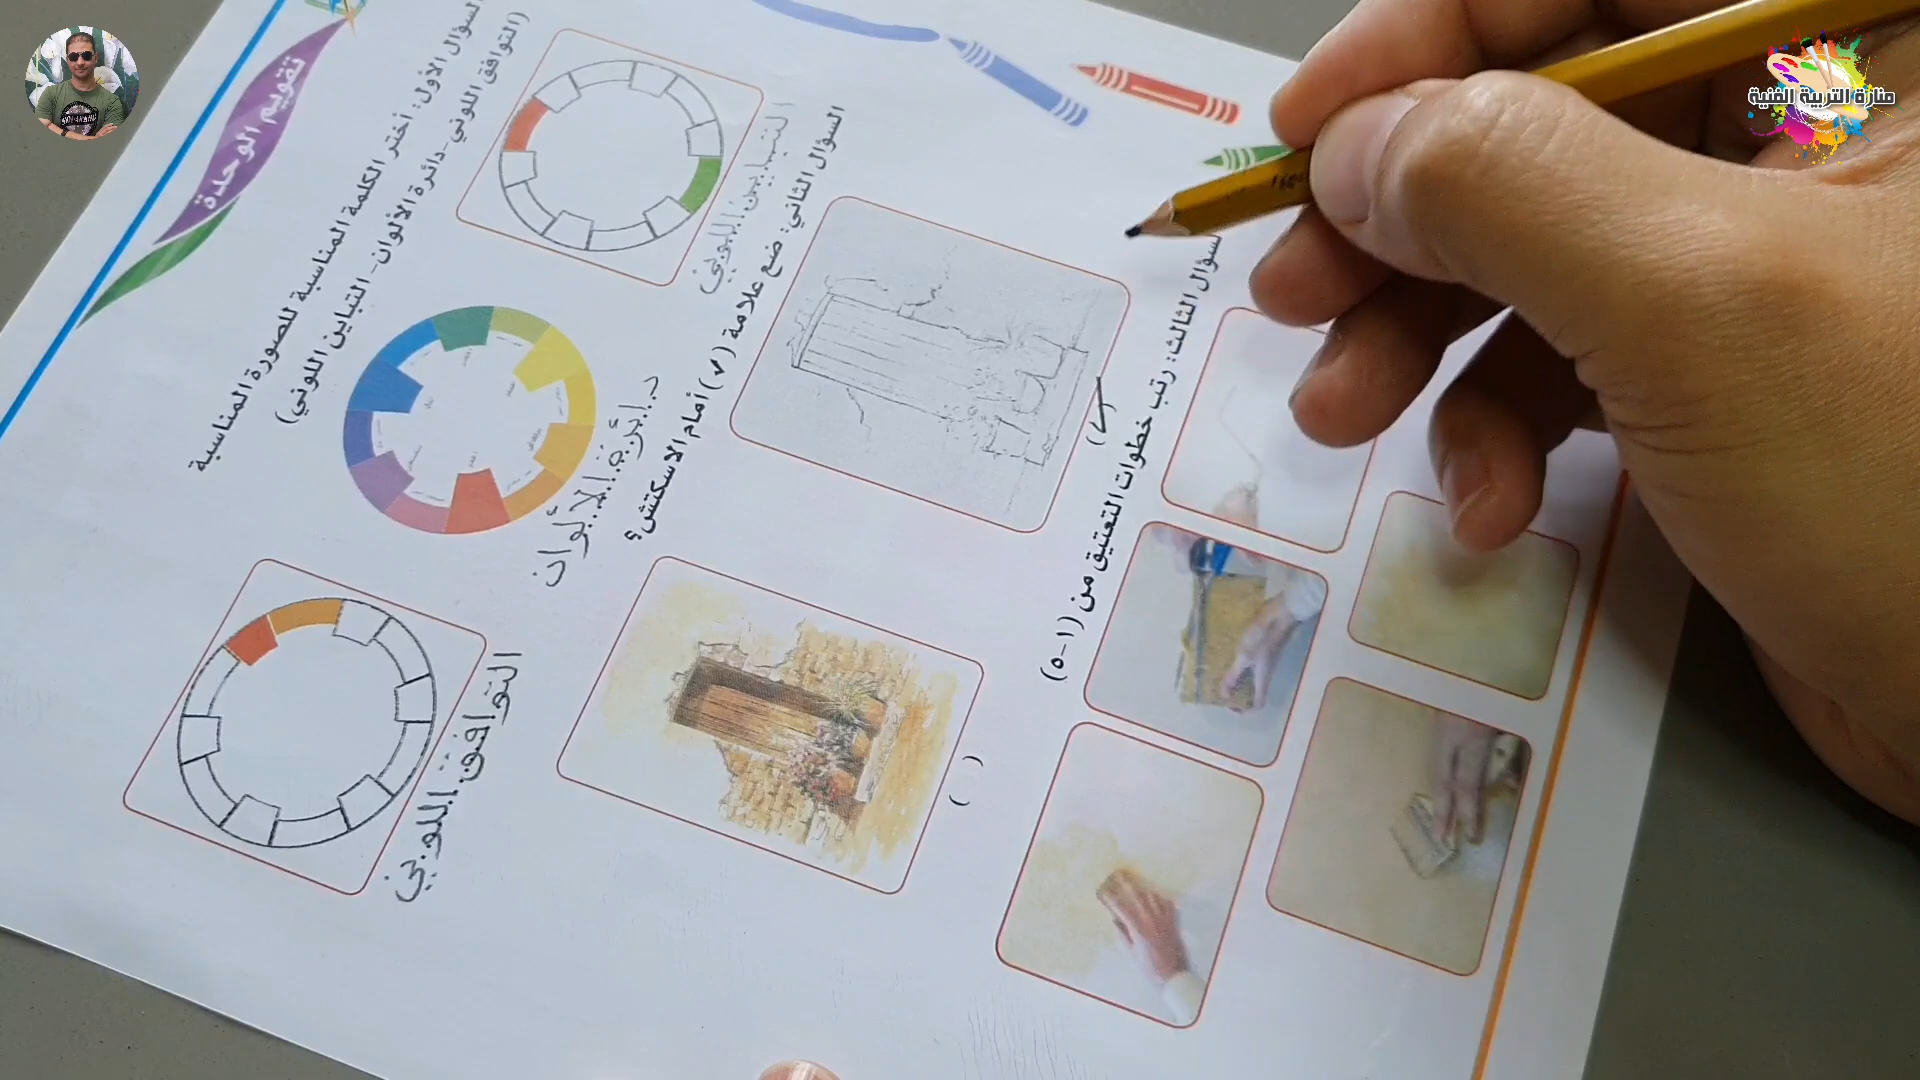 منارة التربية الفنية
تقويم الوحدة
السؤال الأول: أختر الكلمة المناسبة للصورة المناسبة
(التوافق اللوني - دائرة الألوان - التباين اللوني)
التباين اللوني
دائرة الألوان
التوافق اللوني
السؤال الثاني: ضع علامة (✓) أمام الاسكتش؟
(✓)
( )
السؤال الثالث: رتب خطوات التعتيق من (١-٥)